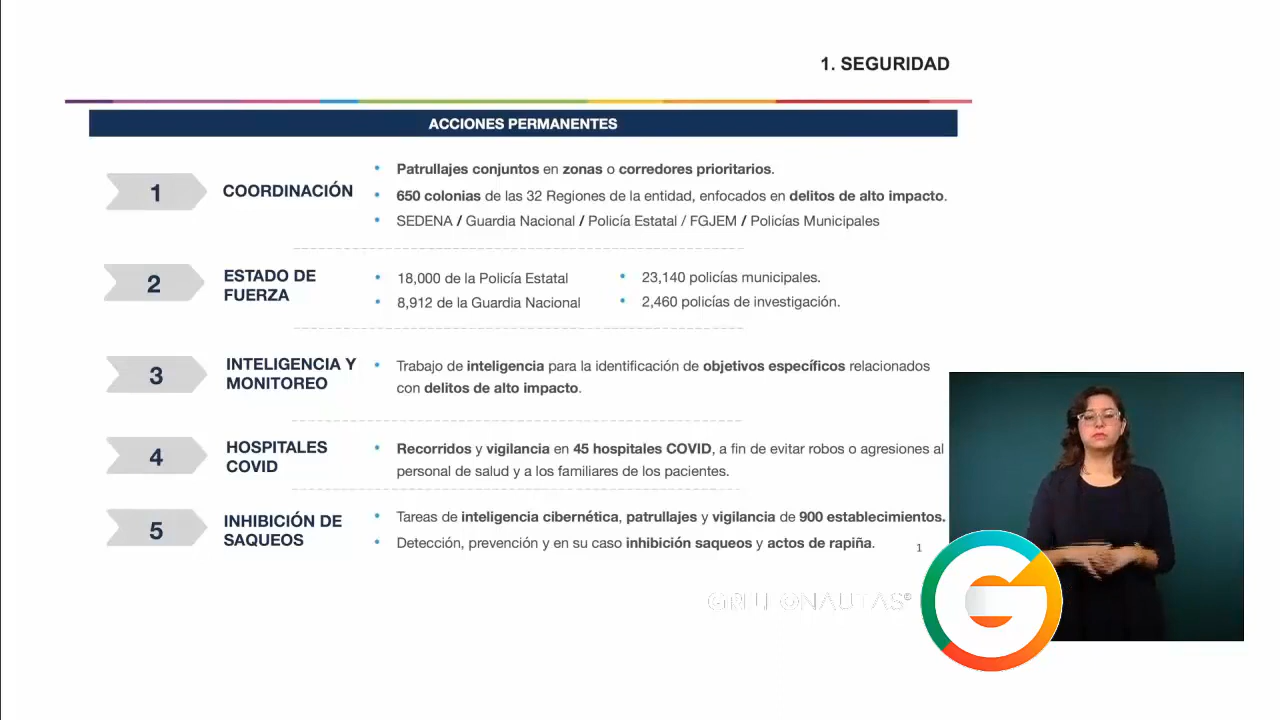 1. SEGURIDAD
ACCIONES PERMANENTES
1
COORDINACIÓN
• Patrullajes conjuntos en zonas o corredores prioritarios.
• 650 colonias de las 32 Regiones de la entidad, enfocados en delitos de alto impacto.
• SEDENA / Guardia Nacional / Policía Estatal / FGJEM / Policías Municipales
2
ESTADO DE
FUERZA
• 18,000 de la Policía Estatal
• 8,912 de la Guardia Nacional
• 23,140 policías municipales.
• 2,460 policías de investigación.
3
INTELIGENCIA Y
MONITOREO
• Trabajo de inteligencia para la identificación de objetivos específicos relacionados
con delitos de alto impacto.
4
HOSPITALES
COVID
• Recorridos y vigilancia en 45 hospitales COVID, a fin de evitar robos o agresiones al
personal de salud y a los familiares de los pacientes.
5
INHIBICIÓN DE
SAQUEOS
• Tareas de inteligencia cibernética, patrullajes y vigilancia de 900 establecimientos.
• Detección, prevención y en su caso inhibición saqueos y actos de rapiña.
1
GRILLONAUTAS®
G